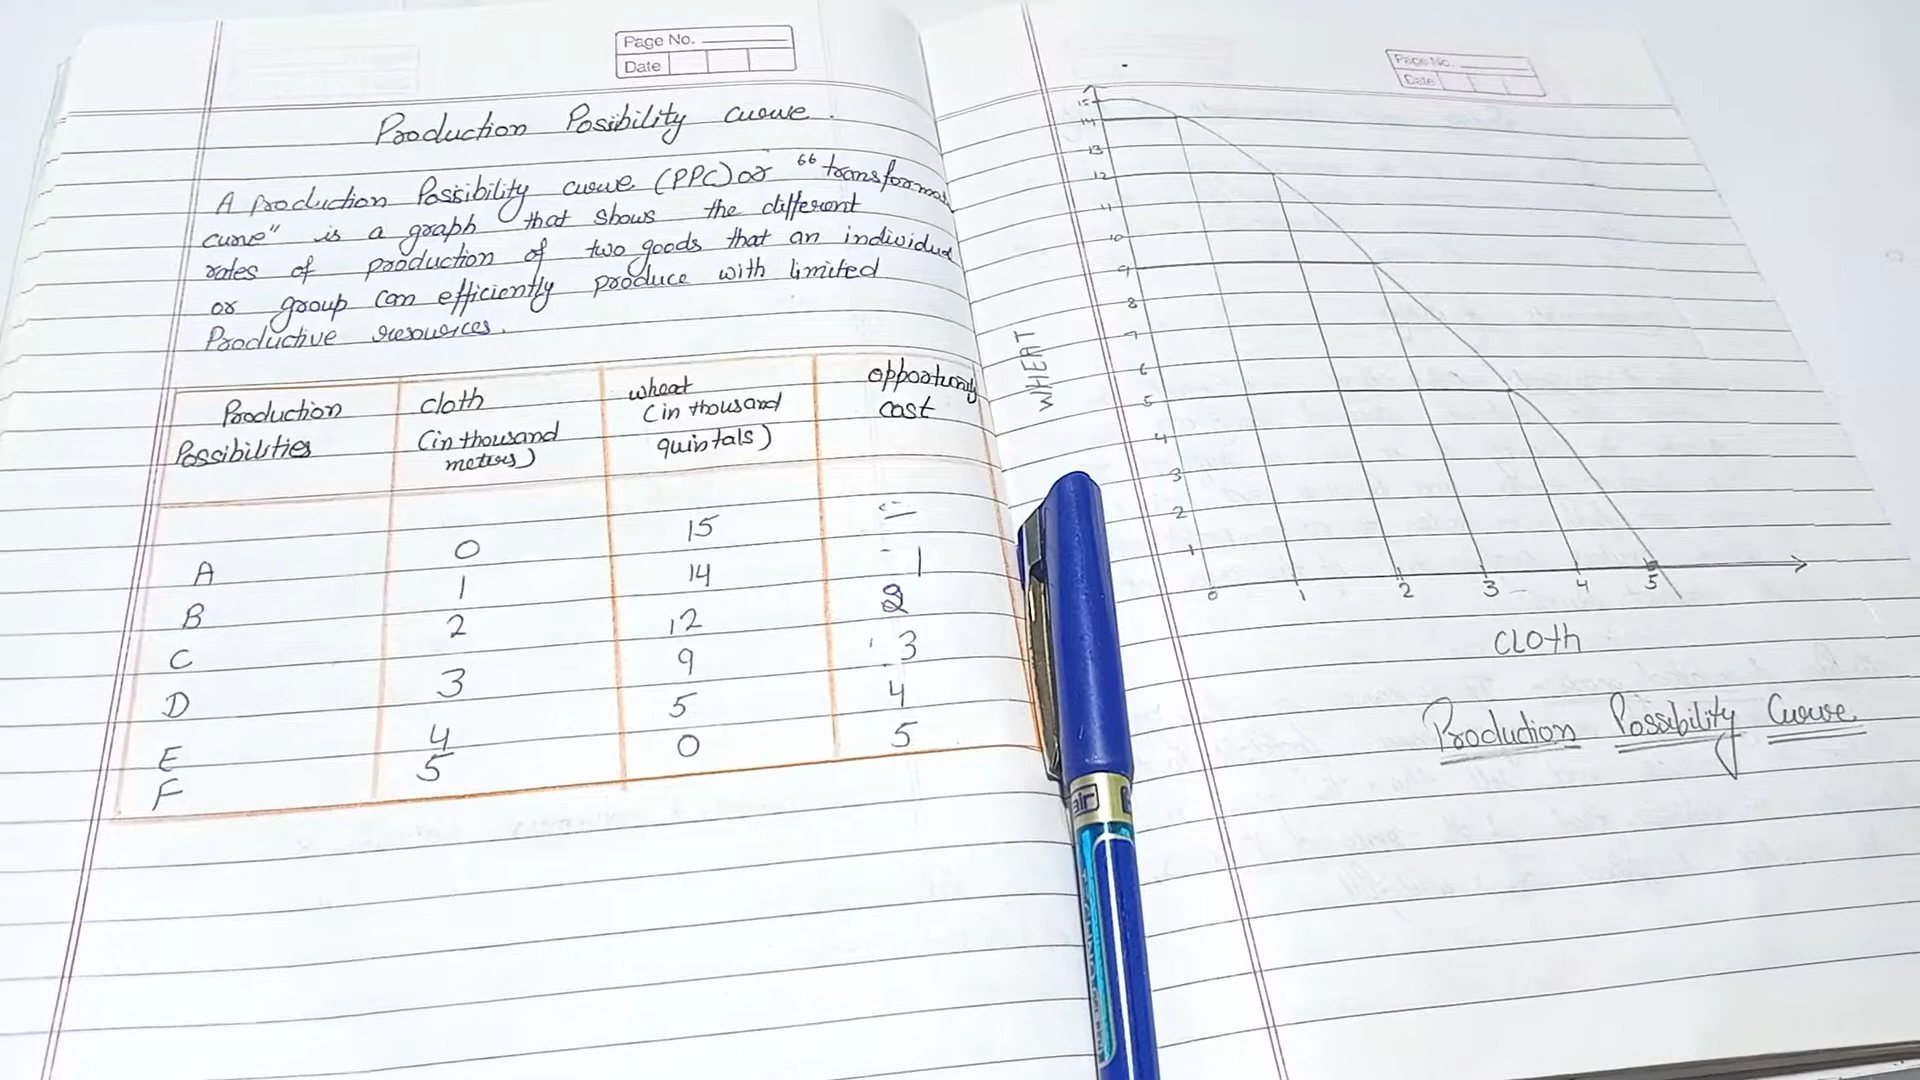 Page No.
Date
Production Posibility Curve.
A production Possibility curve (PPC) or "transformat
curve" is a graph that shows the different
rates of production of two goods that an individual
or group can efficiently produce with limited
Productive resources.
Production Possibilities
cloth (in thousand meters)
wheat (in thousand quintals)
opportunity cost
A 0 15 -
B 1 14 1
C 2 12 2
D 3 9 3
E 4 5 4
F 5 0 5
Page No.
Date
15
14
13
12
11
10
9
8
7
6
5
4
3
2
1
WHEAT
0 1 2 3 4 5
CLOth
Production Possibility Curve
air